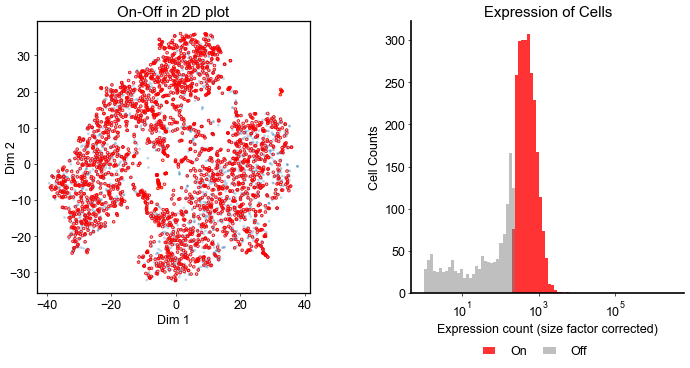 On-Off in 2D plot
Dim 2
30
20
10
0
−10
−20
−30
−40
−20
0
20
40
Dim 1
Expression of Cells
Cell Counts
300
250
200
150
100
50
0
10^1
10^3
10^5
Expression count (size factor corrected)
On
Off